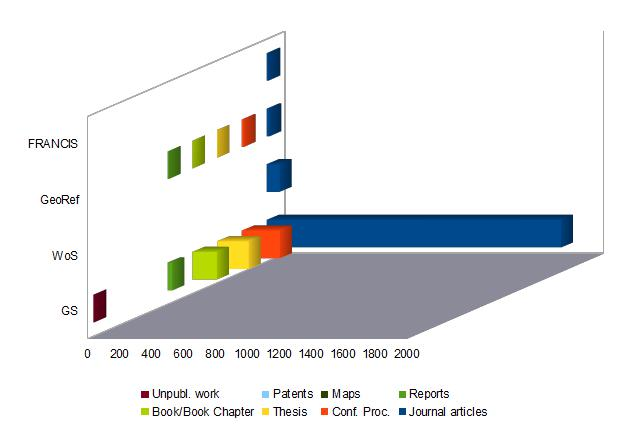 FRANCIS
GeoRef
WoS
GS
0 200 400 600 800 1000 1200 1400 1600 1800 2000
Unpubl. work Patents Maps Reports
Book/Book Chapter Thesis Conf. Proc. Journal articles